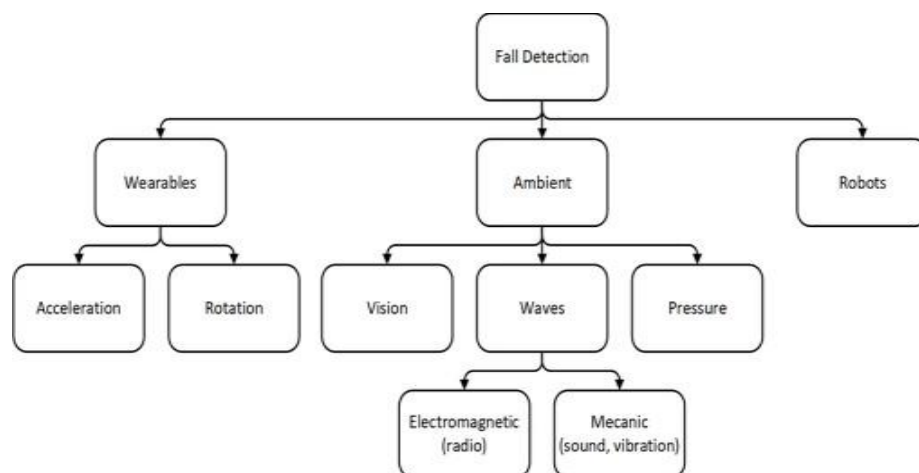 Fall Detection
Wearables
Ambient
Robots
Acceleration
Rotation
Vision
Waves
Pressure
Electromagnetic
(radio)
Mecanic
(sound, vibration)